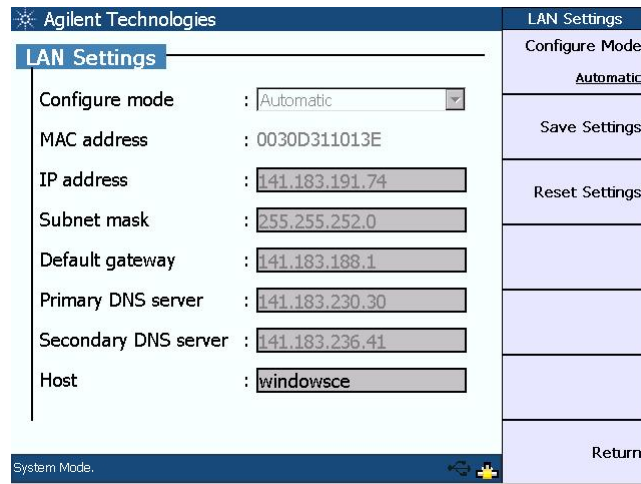 Agilent Technologies
LAN Settings
Configure mode : Automatic
MAC address : 0030D311013E
IP address : 141.183.191.74
Subnet mask : 255.255.252.0
Default gateway : 141.183.188.1
Primary DNS server : 141.183.230.30
Secondary DNS server : 141.183.236.41
Host : windowsce
System Mode.
LAN Settings
Configure Mode
Automatic
Save Settings
Reset Settings
Return